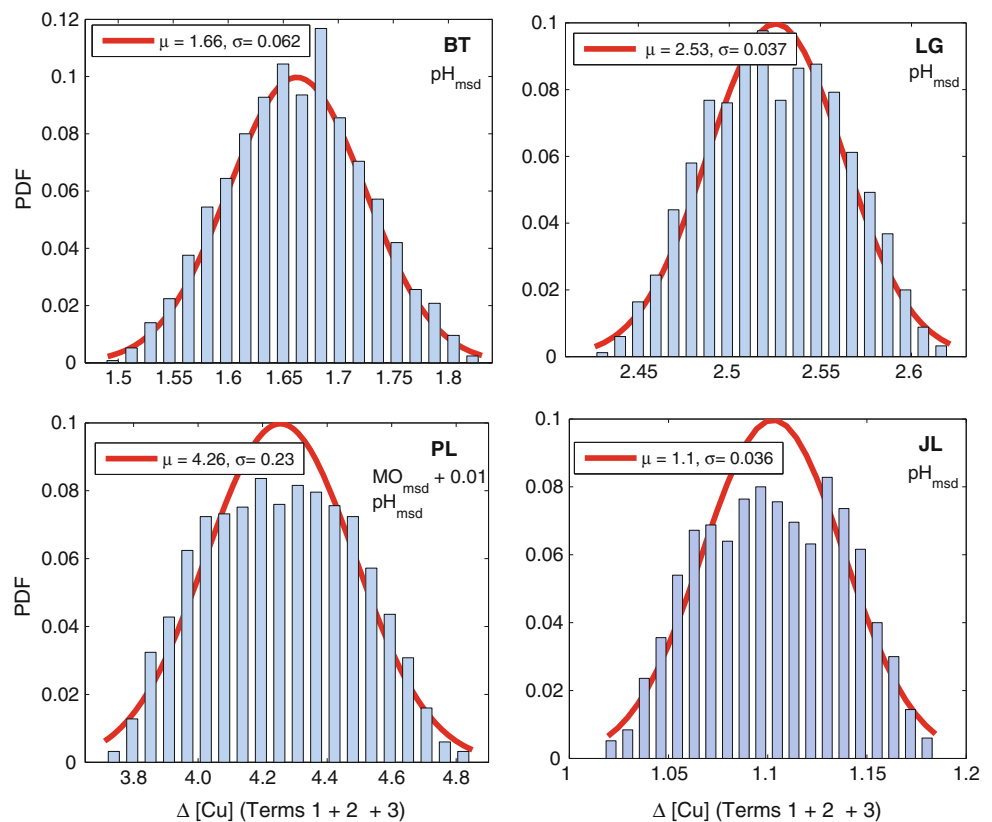 0.12
0.1
0.08
0.06
0.04
0.02
0
PDF
μ = 1.66, σ= 0.062
BT
pHmsd
1.5 1.55 1.6 1.65 1.7 1.75 1.8
0.1
0.08
0.06
0.04
0.02
0
μ = 2.53, σ= 0.037
LG
pHmsd
2.45 2.5 2.55 2.6
0.1
0.08
0.06
0.04
0.02
0
PDF
μ = 4.26, σ= 0.23
PL
MOmsd + 0.01
pHmsd
3.8 4.0 4.2 4.4 4.6 4.8
Δ [Cu] (Terms 1 + 2 + 3)
0.1
0.08
0.06
0.04
0.02
0
μ = 1.1, σ= 0.036
JL
pHmsd
1 1.05 1.1 1.15 1.2
Δ [Cu] (Terms 1 + 2 + 3)